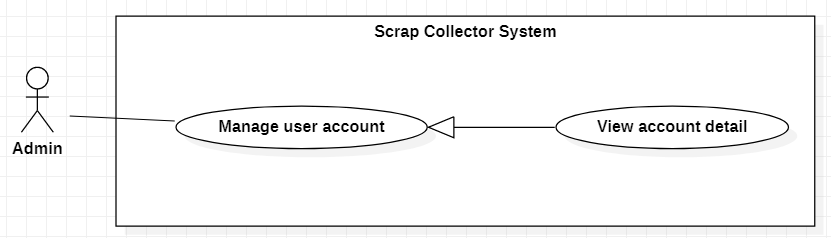 Scrap Collector System
Manage user account
View account detail
Admin